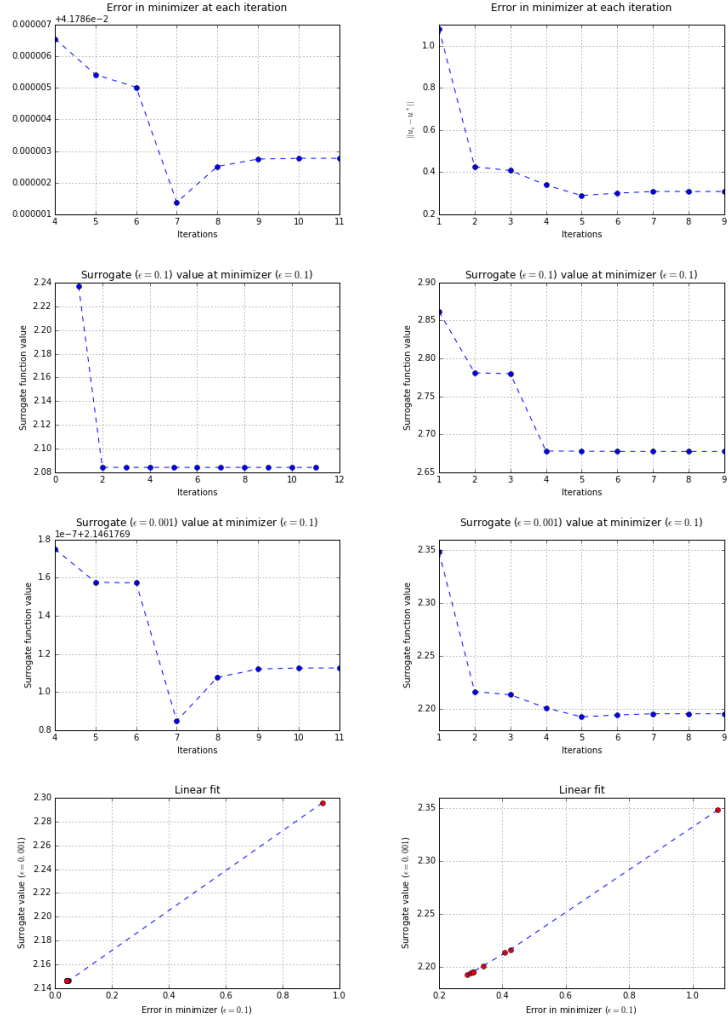 Error in minimizer at each iteration
+4.1786e−2
0.000007
0.000006
0.000005
0.000004
0.000003
0.000002
0.000001
4 5 6 7 8 9 10 11
Iterations
Error in minimizer at each iteration
||u_i − u*||
1.0
0.8
0.6
0.4
0.2
1 2 3 4 5 6 7 8 9
Iterations
Surrogate (ϵ = 0.1) value at minimizer (ϵ = 0.1)
Surrogate function value
2.24
2.22
2.20
2.18
2.16
2.14
2.12
2.10
2.08
0 2 4 6 8 10 12
Iterations
Surrogate (ϵ = 0.1) value at minimizer (ϵ = 0.1)
Surrogate function value
2.90
2.85
2.80
2.75
2.70
2.65
1 2 3 4 5 6 7 8 9
Iterations
Surrogate (ϵ = 0.001) value at minimizer (ϵ = 0.1)
1e−7+2.1461769
Surrogate function value
1.8
1.6
1.4
1.2
1.0
0.8
4 5 6 7 8 9 10 11
Iterations
Surrogate (ϵ = 0.001) value at minimizer (ϵ = 0.1)
Surrogate function value
2.35
2.30
2.25
2.20
1 2 3 4 5 6 7 8 9
Iterations
Linear fit
Surrogate value (ϵ = 0.001)
2.30
2.28
2.26
2.24
2.22
2.20
2.18
2.16
2.14
0.0 0.2 0.4 0.6 0.8 1.0
Error in minimizer (ϵ = 0.1)
Linear fit
Surrogate value (ϵ = 0.001)
2.35
2.30
2.25
2.20
0.2 0.4 0.6 0.8 1.0
Error in minimizer (ϵ = 0.1)